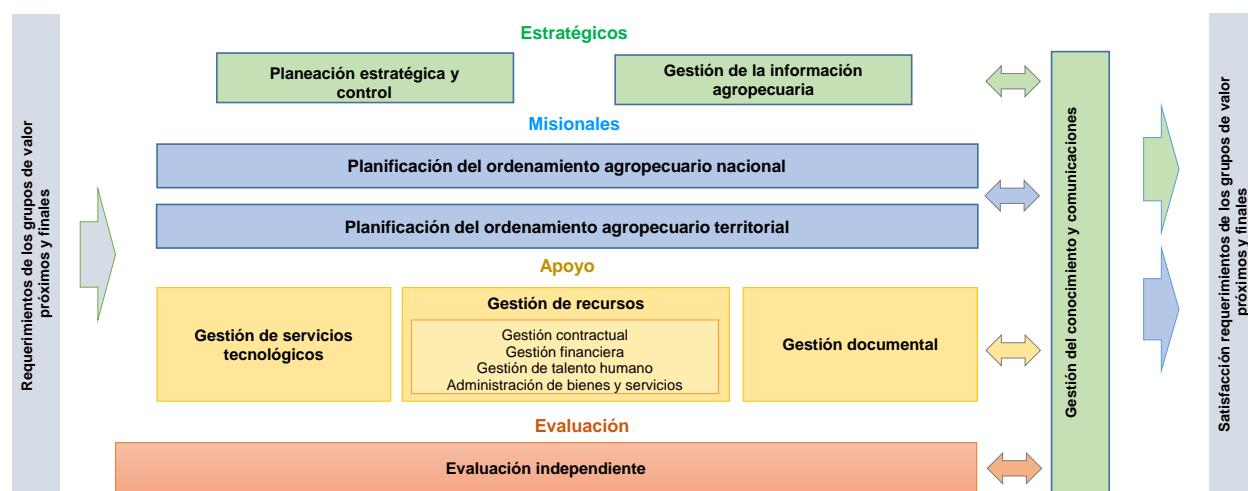 Requerimientos de los grupos de valor
próximos y finales
Estratégicos
Planeación estratégica y
control
Gestión de la información
agropecuaria
Misionales
Planificación del ordenamiento agropecuario nacional
Planificación del ordenamiento agropecuario territorial
Apoyo
Gestión de servicios
tecnológicos
Gestión de recursos
Gestión contractual
Gestión financiera
Gestión de talento humano
Administración de bienes y servicios
Gestión documental
Evaluación
Evaluación independiente
Gestión del conocimiento y comunicaciones
Satisfacción requerimientos de los grupos de valor
próximos y finales